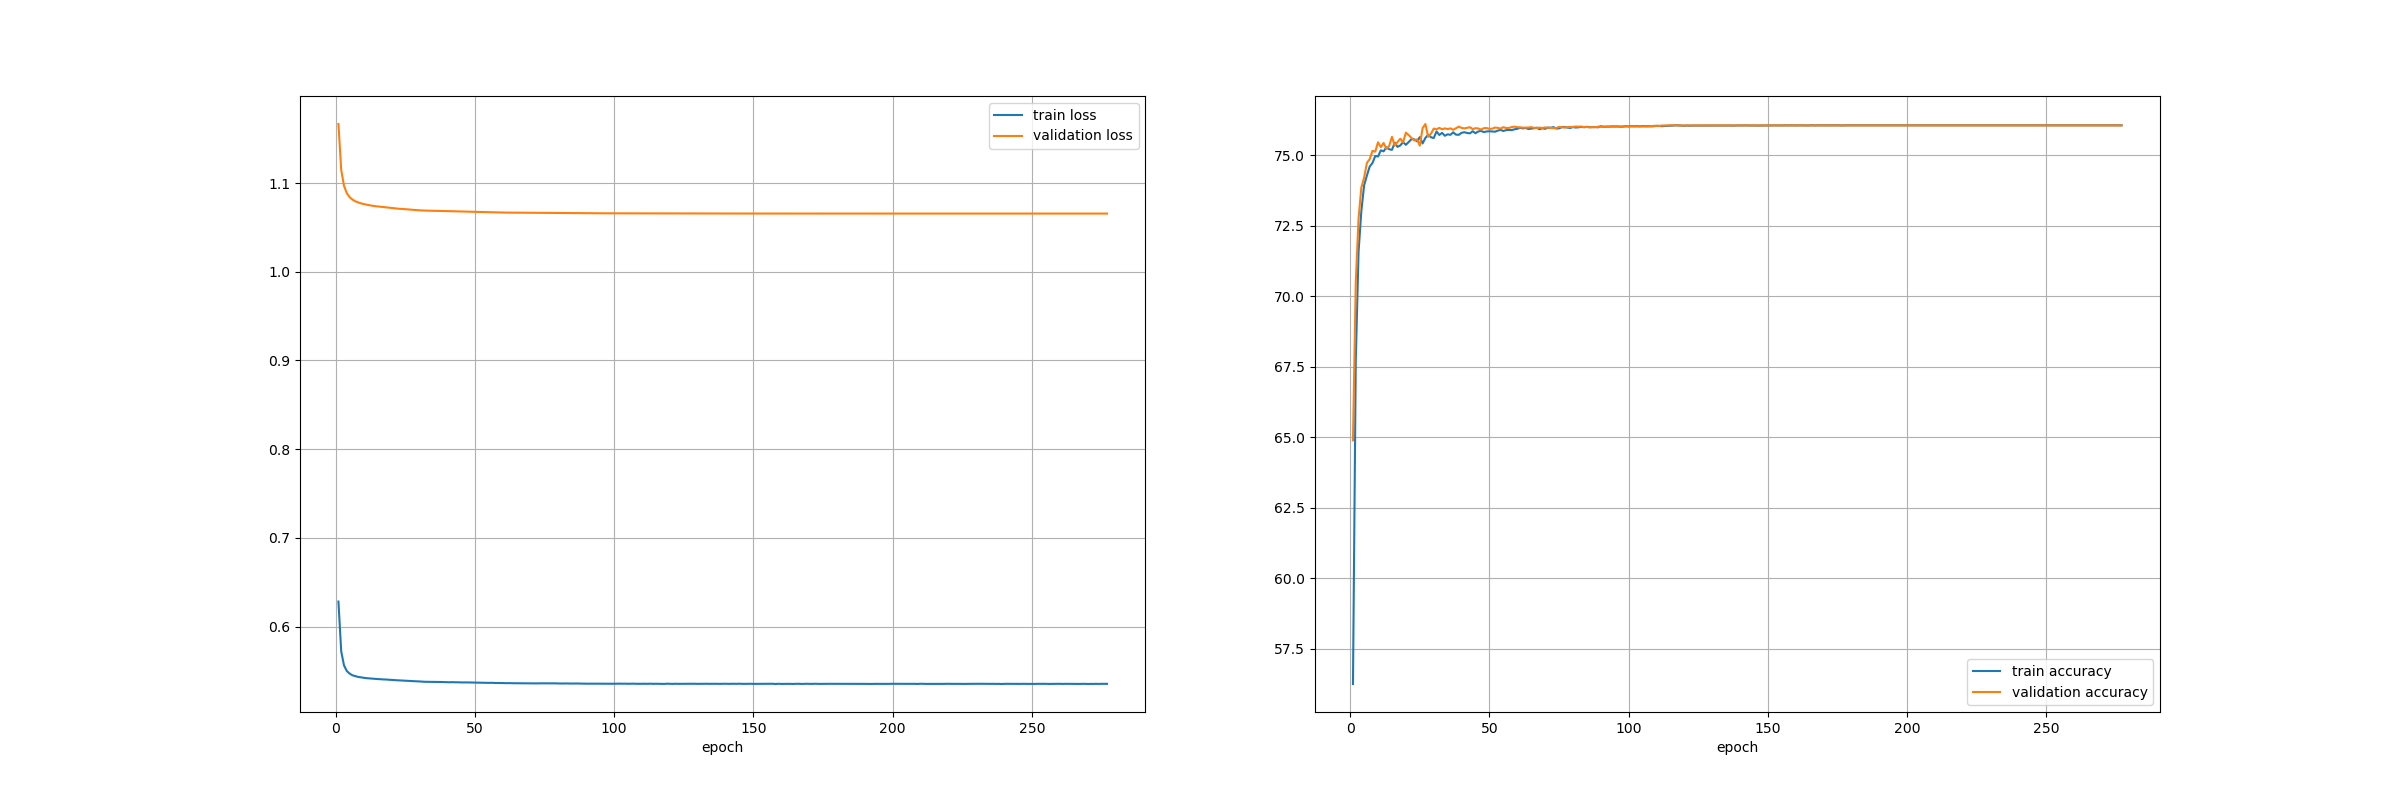 train loss
validation loss
1.1
1.0
0.9
0.8
0.7
0.6
0 50 100 150 200 250
epoch
75.0
72.5
70.0
67.5
65.0
62.5
60.0
57.5
train accuracy
validation accuracy
0 50 100 150 200 250
epoch